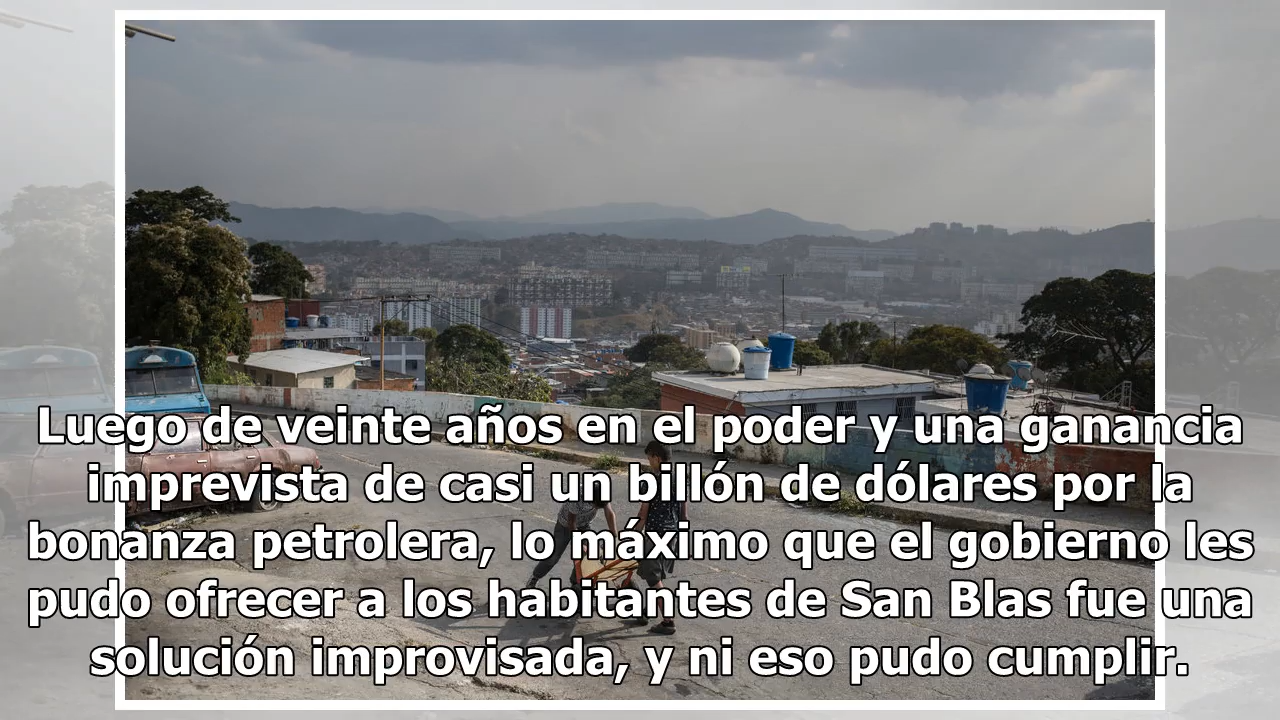 Luego de veinte años en el poder y una ganancia
imprevista de casi un billón de dólares por la
bonanza petrolera, lo máximo que el gobierno les
pudo ofrecer a los habitantes de San Blas fue una
solución improvisada, y ni eso pudo cumplir.